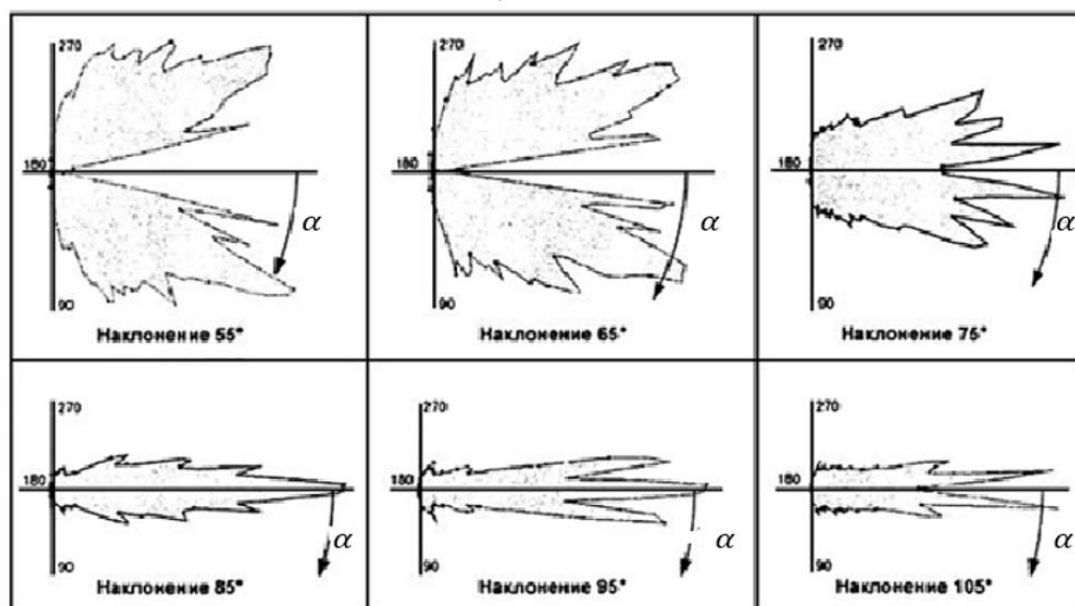 270
180
α
90
Наклонение 55°
270
180
α
90
Наклонение 65°
270
180
α
90
Наклонение 75°
270
180
α
90
Наклонение 85°
270
180
α
90
Наклонение 95°
270
180
α
90
Наклонение 105°